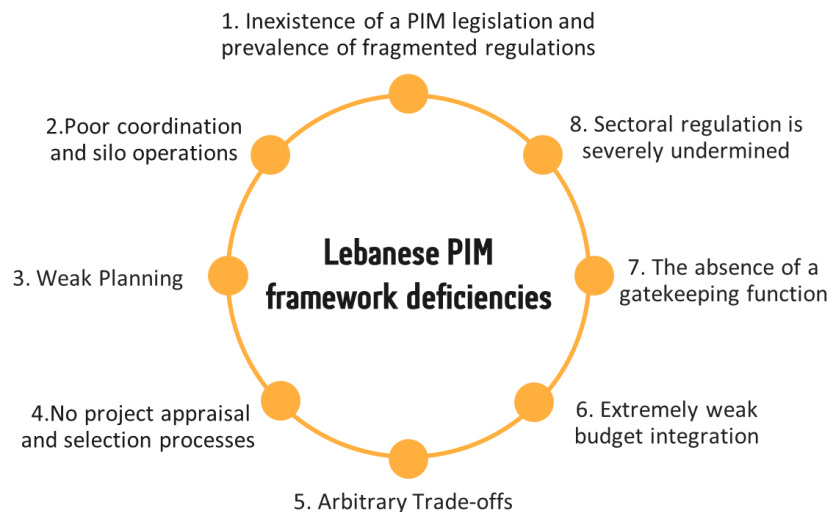 1. Inexistence of a PIM legislation and
prevalence of fragmented regulations
2.Poor coordination
and silo operations
3. Weak Planning
4.No project appraisal
and selection processes
5. Arbitrary Trade-offs
6. Extremely weak
budget integration
7. The absence of a
gatekeeping function
8. Sectoral regulation is
severely undermined
Lebanese PIM
framework deficiencies